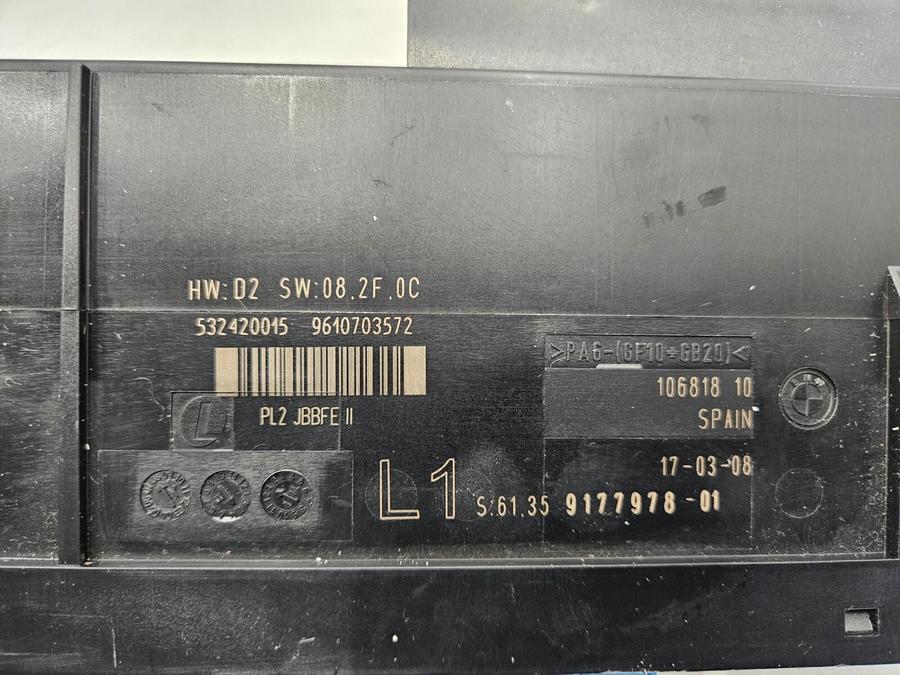 HW:D2 SW:08.2F.0C
532420015 9610703572
PL2 JBBFE II
>PA6-(GF10+GB20)<
106818 10
SPAIN
17-03-08
L1 S:61.35 9177978-01
BMW